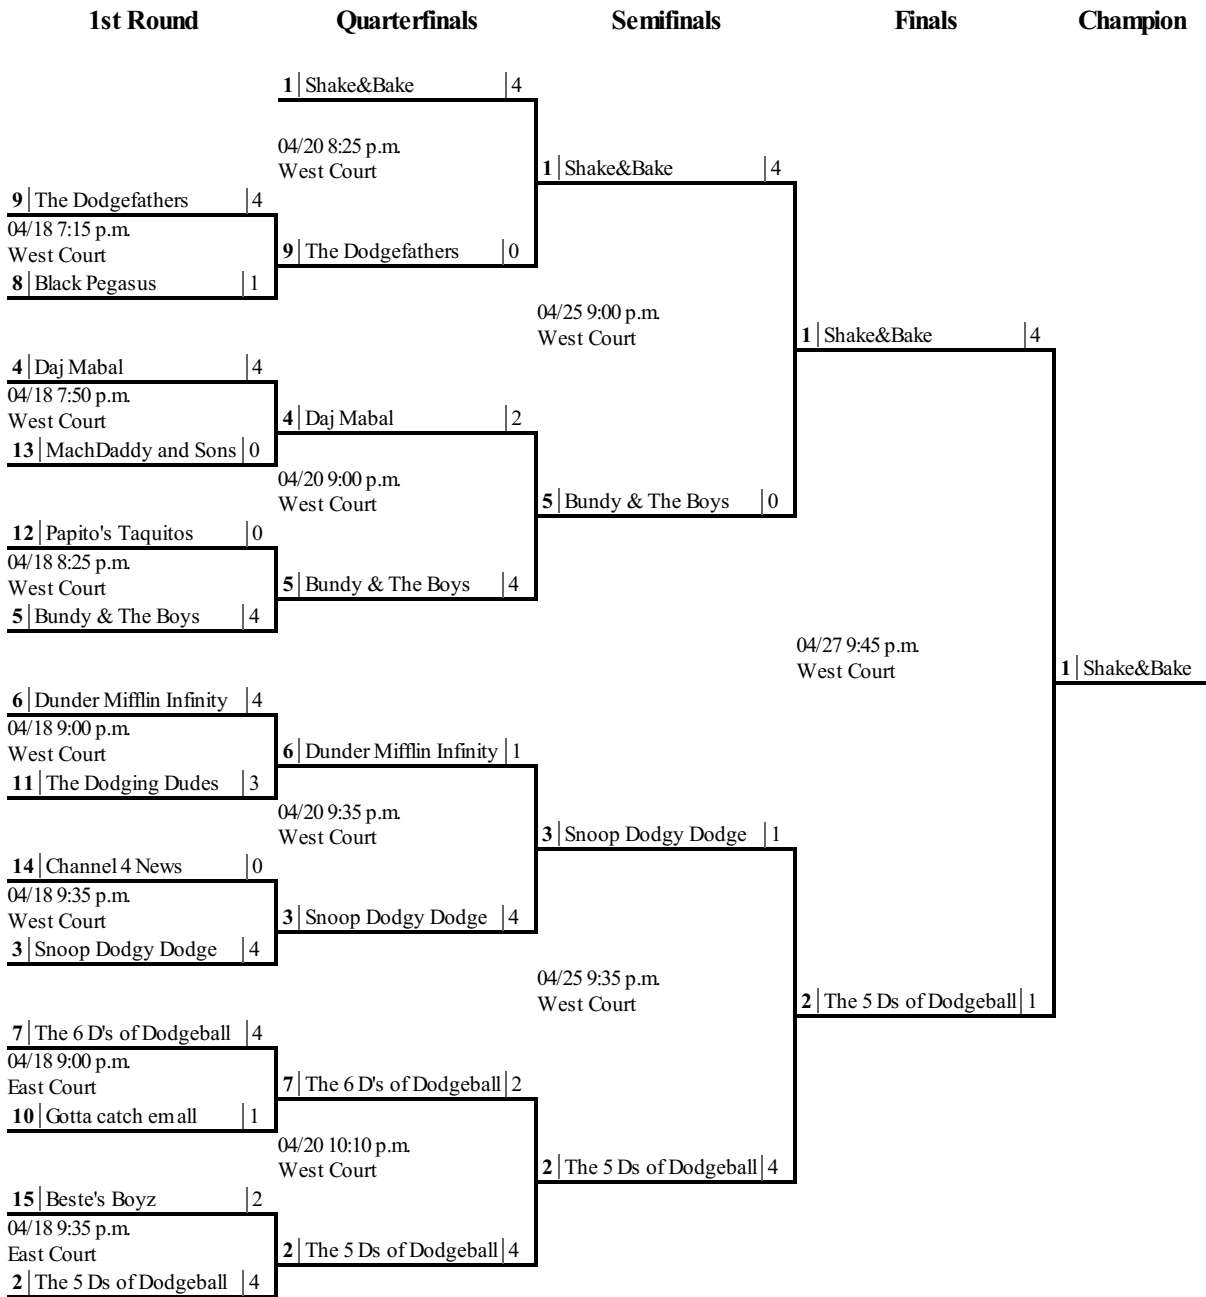 1st Round Quarterfinals Semifinals Finals Champion
1 Shake&Bake 4
04/20 8:25 p.m.
West Court
1 Shake&Bake 4
9 The Dodgefathers 4
04/18 7:15 p.m.
West Court
9 The Dodgefathers 0
8 Black Pegasus 1
04/25 9:00 p.m.
West Court
1 Shake&Bake 4
4 Daj Mabal 4
04/18 7:50 p.m.
West Court
4 Daj Mabal 2
13 MachDaddy and Sons 0
04/20 9:00 p.m.
West Court
5 Bundy & The Boys 0
12 Papito's Taquitos 0
04/18 8:25 p.m.
West Court
5 Bundy & The Boys 4
5 Bundy & The Boys 4
04/27 9:45 p.m.
West Court
1 Shake&Bake
6 Dunder Mifflin Infinity 4
04/18 9:00 p.m.
West Court
6 Dunder Mifflin Infinity 1
11 The Dodging Dudes 3
04/20 9:35 p.m.
West Court
3 Snoop Dodgy Dodge 1
14 Channel 4 News 0
04/18 9:35 p.m.
West Court
3 Snoop Dodgy Dodge 4
3 Snoop Dodgy Dodge 4
04/25 9:35 p.m.
West Court
2 The 5 Ds of Dodgeball 1
7 The 6 D's of Dodgeball 4
04/18 9:00 p.m.
East Court
7 The 6 D's of Dodgeball 2
10 Gotta catch em all 1
04/20 10:10 p.m.
West Court
2 The 5 Ds of Dodgeball 4
15 Beste's Boyz 2
04/18 9:35 p.m.
East Court
2 The 5 Ds of Dodgeball 4
2 The 5 Ds of Dodgeball 4